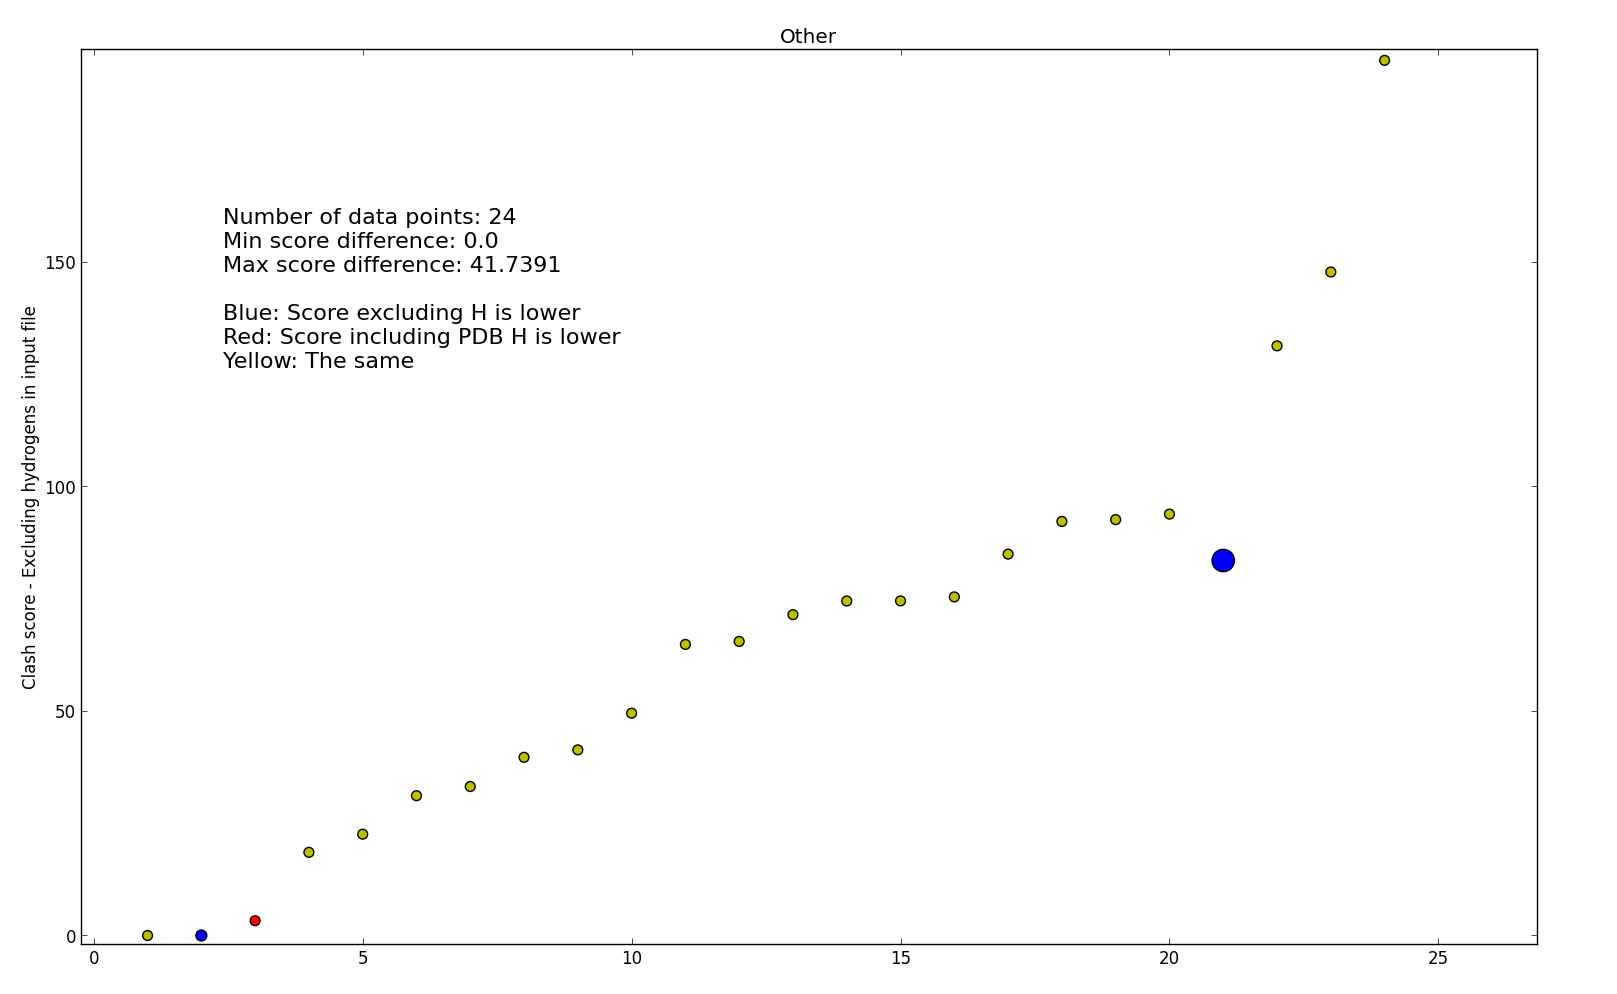 Other
Number of data points: 24
Min score difference: 0.0
Max score difference: 41.7391
Blue: Score excluding H is lower
Red: Score including PDB H is lower
Yellow: The same
Clash score - Excluding hydrogens in input file
150
100
50
0
0 5 10 15 20 25